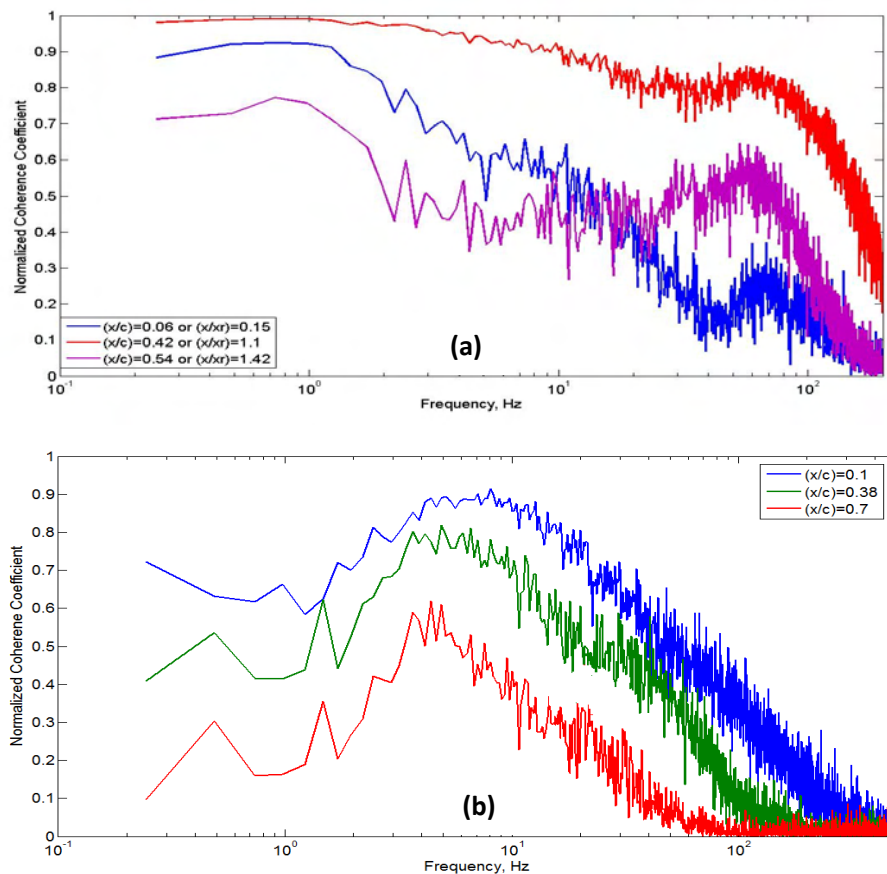 1
0.9
0.8
0.7
0.6
0.5
0.4
0.3
0.2
0.1
0
Normalized Coherence Coefficient
(x/c)=0.06 or (x/xr)=0.15
(x/c)=0.42 or (x/xr)=1.1
(x/c)=0.54 or (x/xr)=1.42
(a)
10^-1 10^0 10^1 10^2
Frequency, Hz
1
0.9
0.8
0.7
0.6
0.5
0.4
0.3
0.2
0.1
0
Normalized Coherene Coefficient
(x/c)=0.1
(x/c)=0.38
(x/c)=0.7
(b)
10^-1 10^0 10^1 10^2
Frequency, Hz